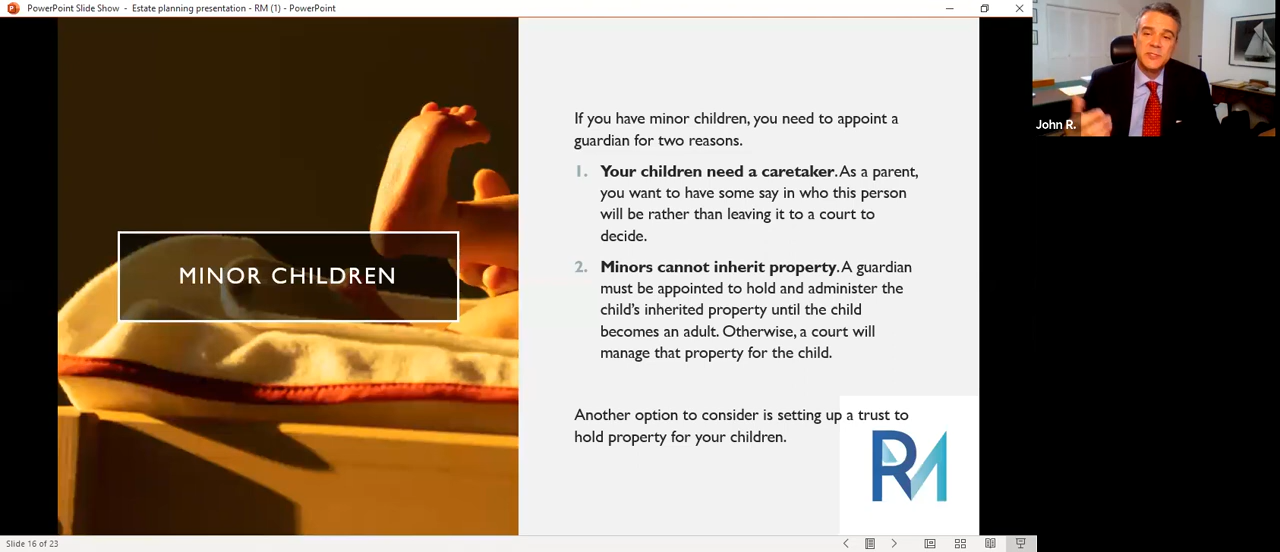 PowerPoint Slide Show - Estate planning presentation - RM (1) - PowerPoint
John R.
MINOR CHILDREN
If you have minor children, you need to appoint a
guardian for two reasons.
1. Your children need a caretaker. As a parent,
you want to have some say in who this person
will be rather than leaving it to a court to
decide.
2. Minors cannot inherit property. A guardian
must be appointed to hold and administer the
child's inherited property until the child
becomes an adult. Otherwise, a court will
manage that property for the child.
Another option to consider is setting up a trust to
hold property for your children.
RM
Slide 16 of 23